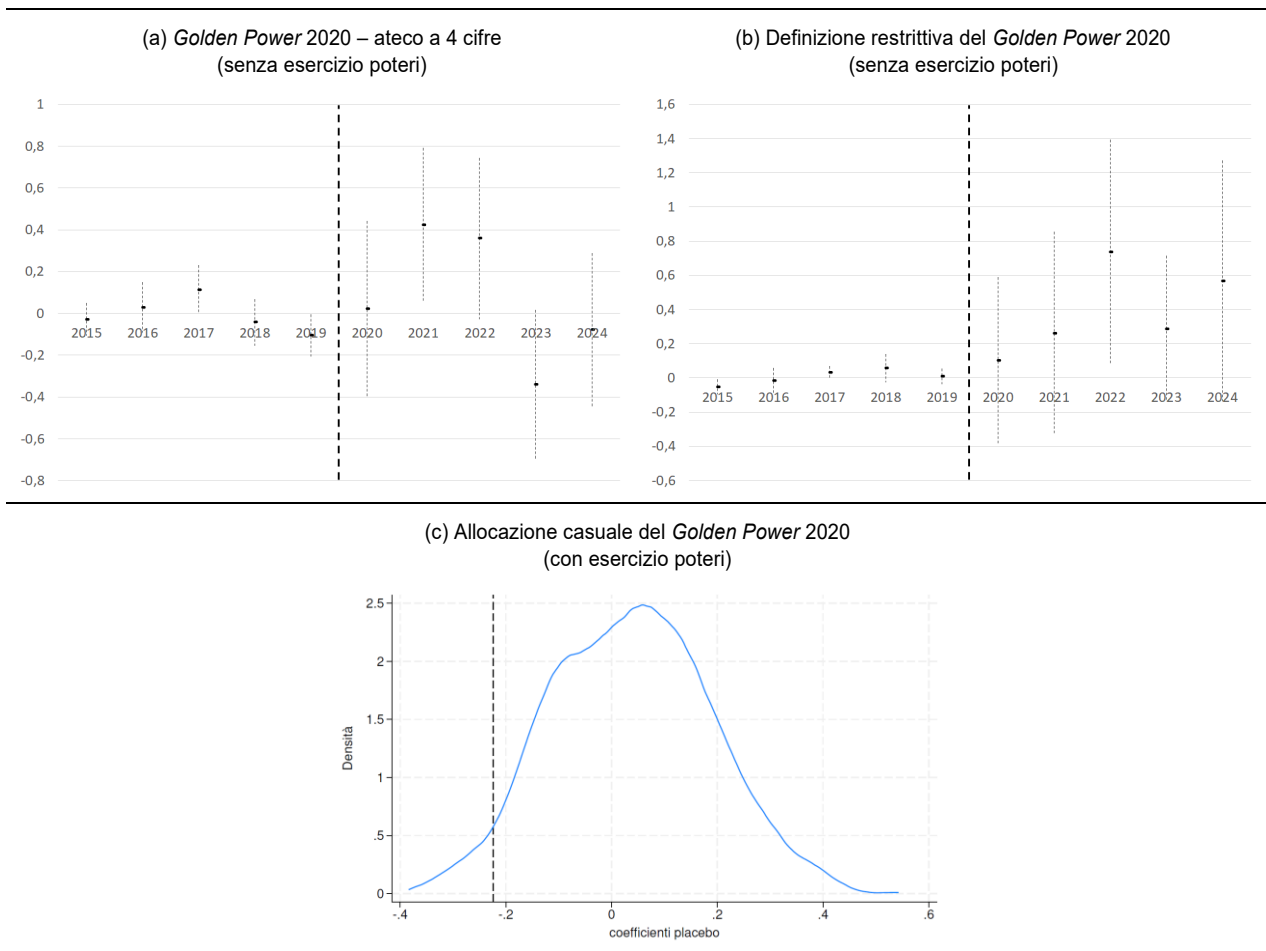 (a) Golden Power 2020 – ateco a 4 cifre
(senza esercizio poteri)
1
0,8
0,6
0,4
0,2
0
-0,2
-0,4
-0,6
-0,8
2015 2016 2017 2018 2019 2020 2021 2022 2023 2024
(b) Definizione restrittiva del Golden Power 2020
(senza esercizio poteri)
1,6
1,4
1,2
1
0,8
0,6
0,4
0,2
0
-0,2
-0,4
-0,6
2015 2016 2017 2018 2019 2020 2021 2022 2023 2024
(c) Allocazione casuale del Golden Power 2020
(con esercizio poteri)
Densità
2.5
2
1.5
1
.5
0
-.4 -.2 0 .2 .4 .6
coefficienti placebo